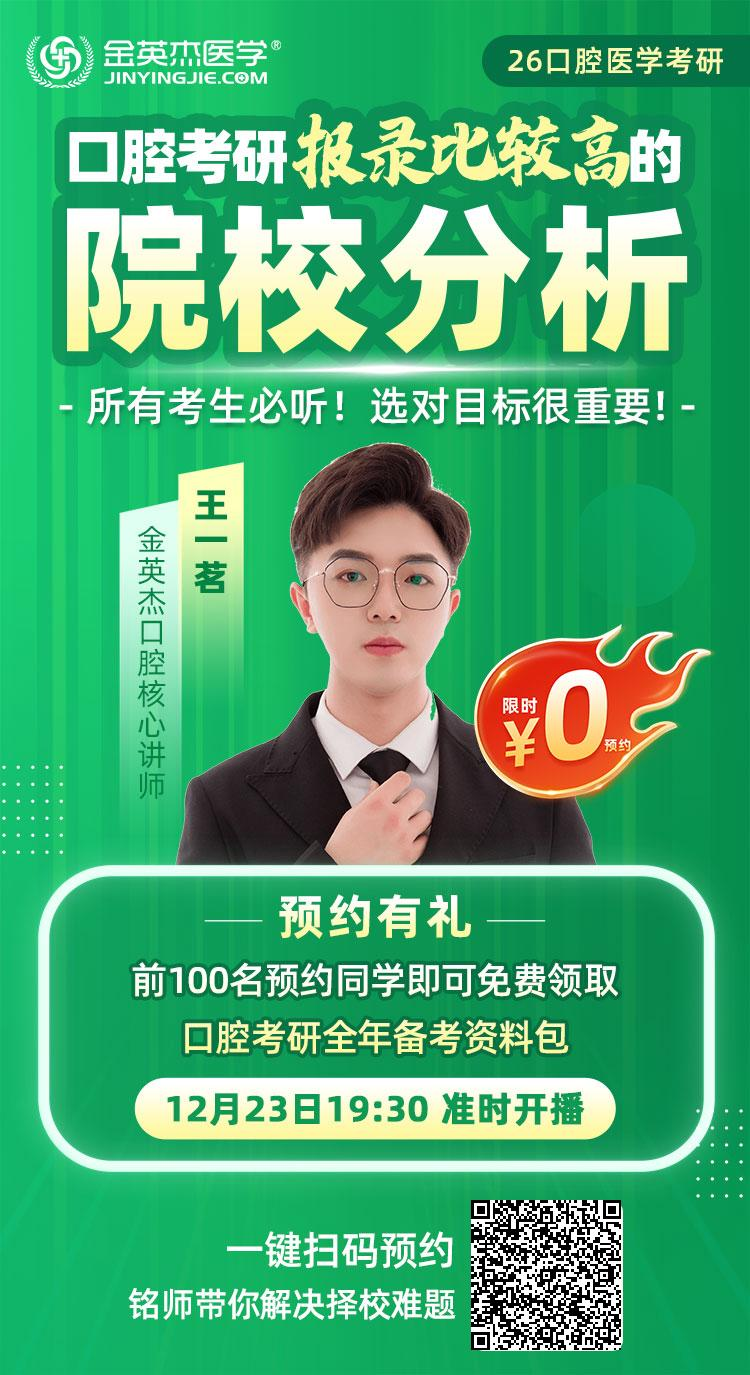 金英杰医学®
JINYINGJIE.COM
26口腔医学考研
口腔考研报录比较高的
院校分析
- 所有考生必听！选对目标很重要! -
王一茗
金英杰口腔核心讲师
限时
¥0预约
预约有礼
前100名预约同学即可免费领取
口腔考研全年备考资料包
12月23日19:30 准时开播
一键扫码预约
铭师带你解决择校难题